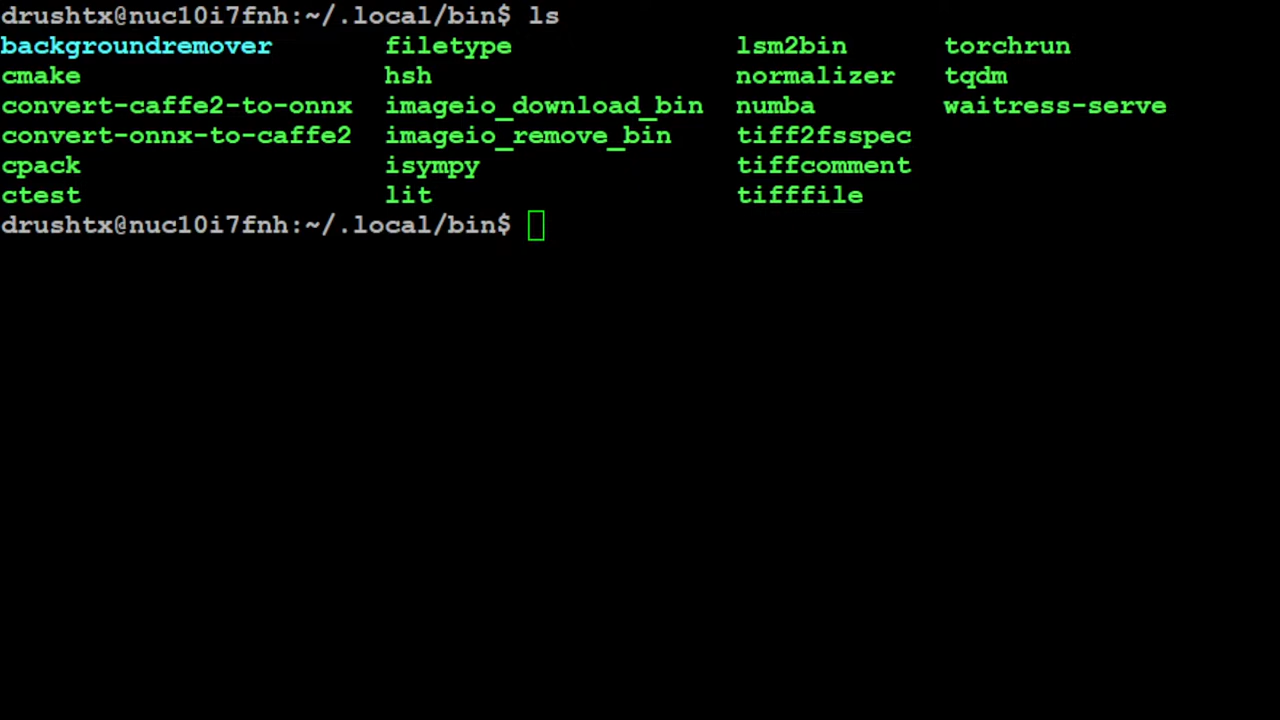 drushtx@nuc10i7fnh:~/.local/bin$ ls
backgroundremover filetype lsm2bin torchrun
cmake hsh normalizer tqdm
convert-caffe2-to-onnx imageio_download_bin numba waitress-serve
convert-onnx-to-caffe2 imageio_remove_bin tiff2fsspec
cpack isympy tiffcomment
ctest lit tifffile
drushtx@nuc10i7fnh:~/.local/bin$